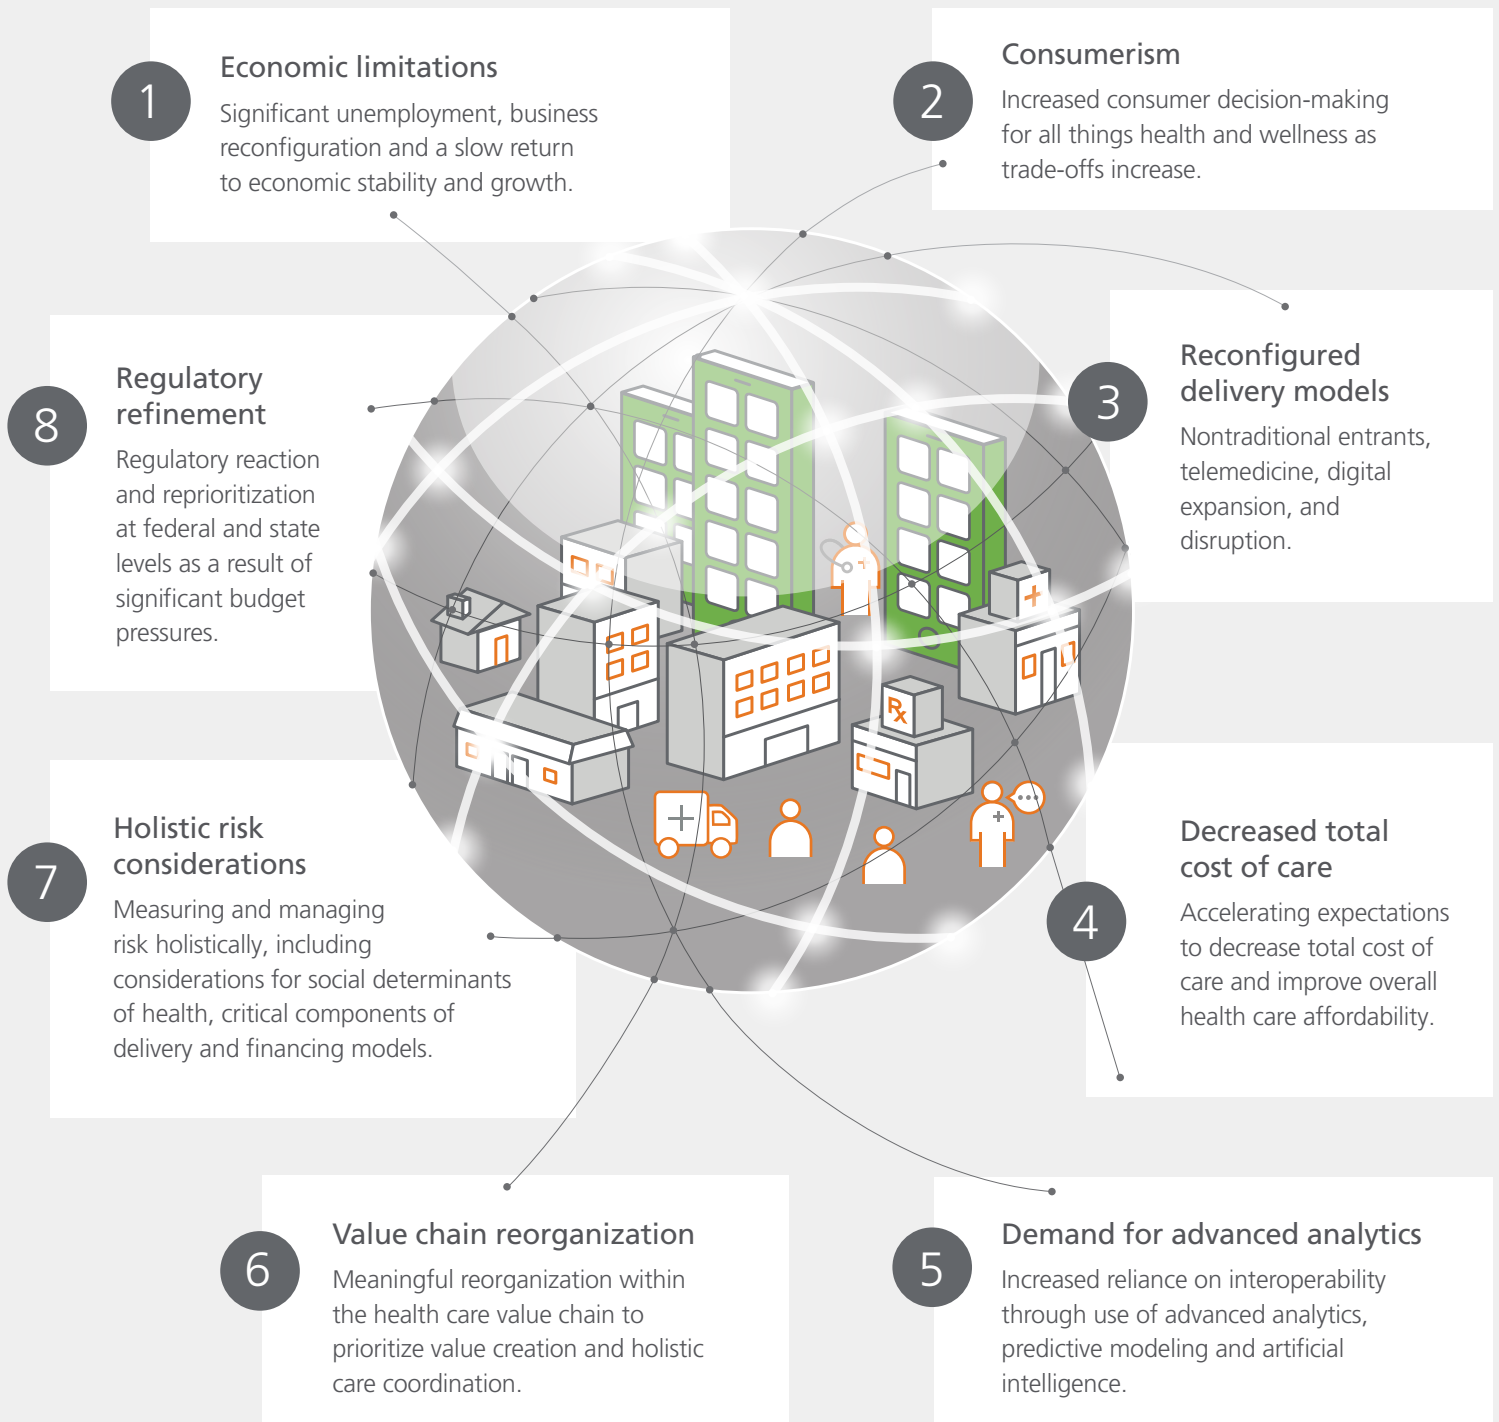 1
Economic limitations
Significant unemployment, business
reconfiguration and a slow return
to economic stability and growth.
2
Consumerism
Increased consumer decision-making
for all things health and wellness as
trade-offs increase.
3
Reconfigured
delivery models
Nontraditional entrants,
telemedicine, digital
expansion, and
disruption.
4
Decreased total
cost of care
Accelerating expectations
to decrease total cost of
care and improve overall
health care affordability.
5
Demand for advanced analytics
Increased reliance on interoperability
through use of advanced analytics,
predictive modeling and artificial
intelligence.
6
Value chain reorganization
Meaningful reorganization within
the health care value chain to
prioritize value creation and holistic
care coordination.
7
Holistic risk
considerations
Measuring and managing
risk holistically, including
considerations for social determinants
of health, critical components of
delivery and financing models.
8
Regulatory
refinement
Regulatory reaction
and reprioritization
at federal and state
levels as a result of
significant budget
pressures.
Rx